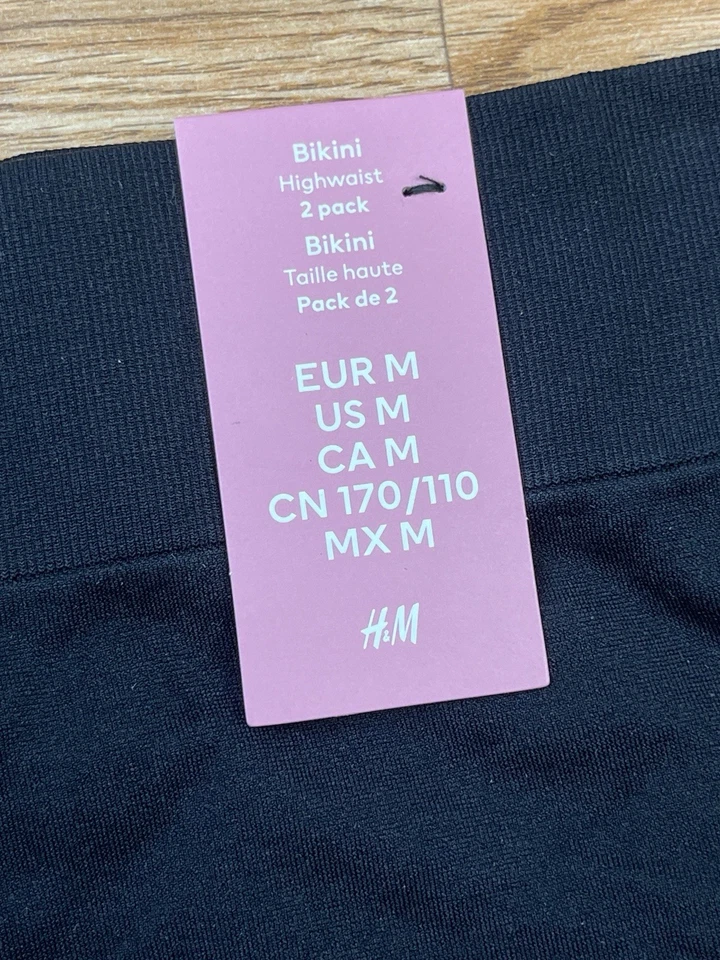 Bikini
Highwaist
2 pack
Bikini
Taille haute
Pack de 2
EUR M
US M
CA M
CN 170/110
MX M
H&M